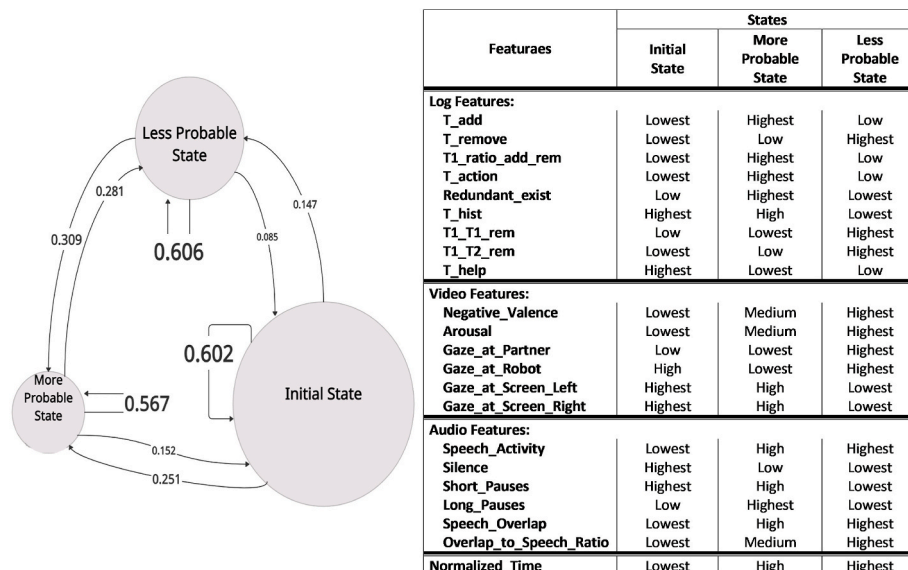 Less Probable
State
0.281
0.309
0.606
0.085
0.147
0.602
Initial State
More
Probable
State
0.567
0.152
0.251
Featuraes States
Initial State More Probable State Less Probable State
Log Features:
T_add Lowest Highest Low
T_remove Lowest Low Highest
T1_ratio_add_rem Lowest Highest Low
T_action Lowest Highest Low
Redundant_exist Low Highest Lowest
T_hist Highest High Lowest
T1_T1_rem Low Lowest Highest
T1_T2_rem Lowest Low Highest
T_help Highest Lowest Low
Video Features:
Negative_Valence Lowest Medium Highest
Arousal Lowest Medium Highest
Gaze_at_Partner Low Lowest Highest
Gaze_at_Robot High Lowest Highest
Gaze_at_Screen_Left Highest High Lowest
Gaze_at_Screen_Right Highest High Lowest
Audio Features:
Speech_Activity Lowest High Highest
Silence Highest Low Lowest
Short_Pauses Highest High Lowest
Long_Pauses Low Highest Lowest
Speech_Overlap Lowest High Highest
Overlap_to_Speech_Ratio Lowest Medium Highest
Normalized_Time Lowest High Highest